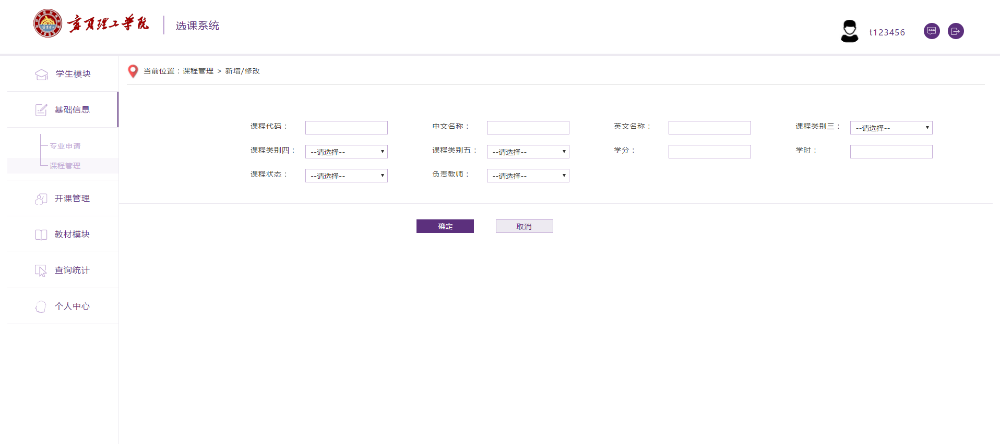 宁夏理工学院
选课系统
t123456
学生模块
基础信息
专业申请
课程管理
开课管理
教材模块
查询统计
个人中心
当前位置：课程管理 > 新增/修改
课程代码：
中文名称：
英文名称：
课程类别三： --请选择--
课程类别四： --请选择--
课程类别五： --请选择--
学分：
学时：
课程状态： --请选择--
负责教师： --请选择--
确定
取消